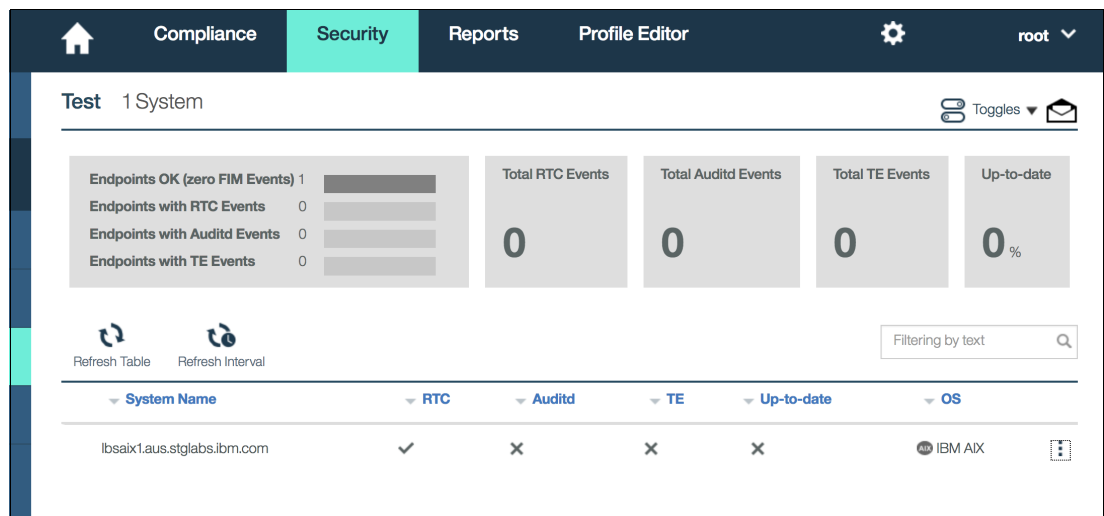 Compliance Security Reports Profile Editor root
Test 1 System
Toggles
Endpoints OK (zero FIM Events) 1
Endpoints with RTC Events 0
Endpoints with Auditd Events 0
Endpoints with TE Events 0
Total RTC Events
0
Total Auditd Events
0
Total TE Events
0
Up-to-date
0 %
Refresh Table Refresh Interval
Filtering by text
System Name RTC Auditd TE Up-to-date OS
lbsaix1.aus.stglabs.ibm.com AIX IBM AIX